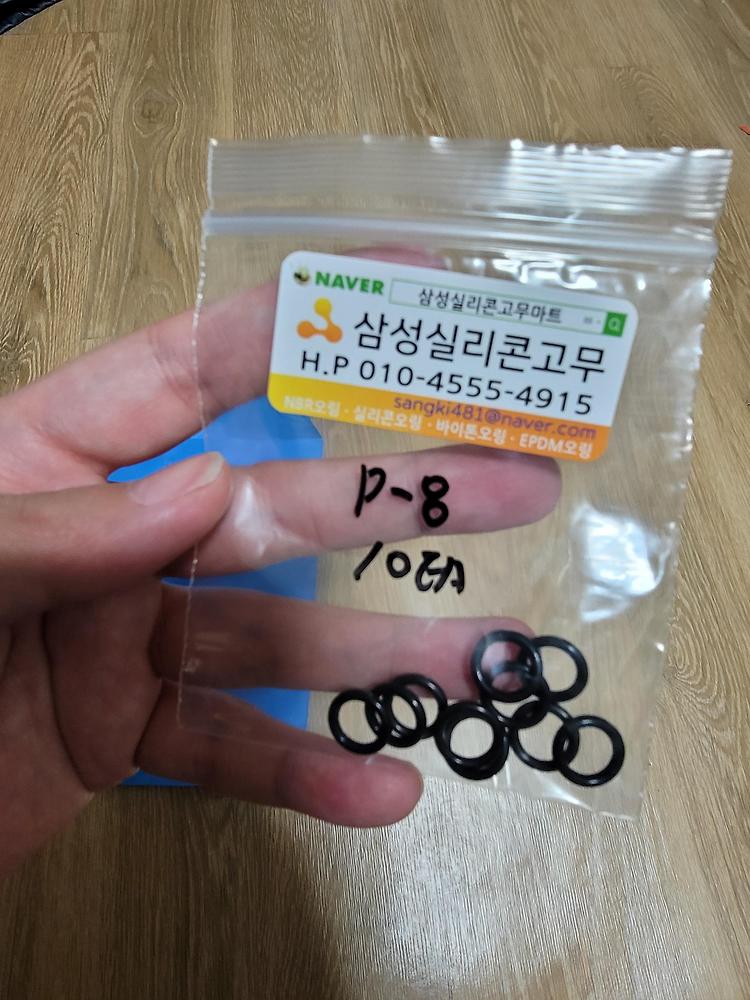 NAVER 삼성실리콘고무마트
삼성실리콘고무
H.P 010-4555-4915
sangki481@naver.com
NBR오링 · 실리콘오링 · 바이톤오링 · EPDM오링
P-8
10EA